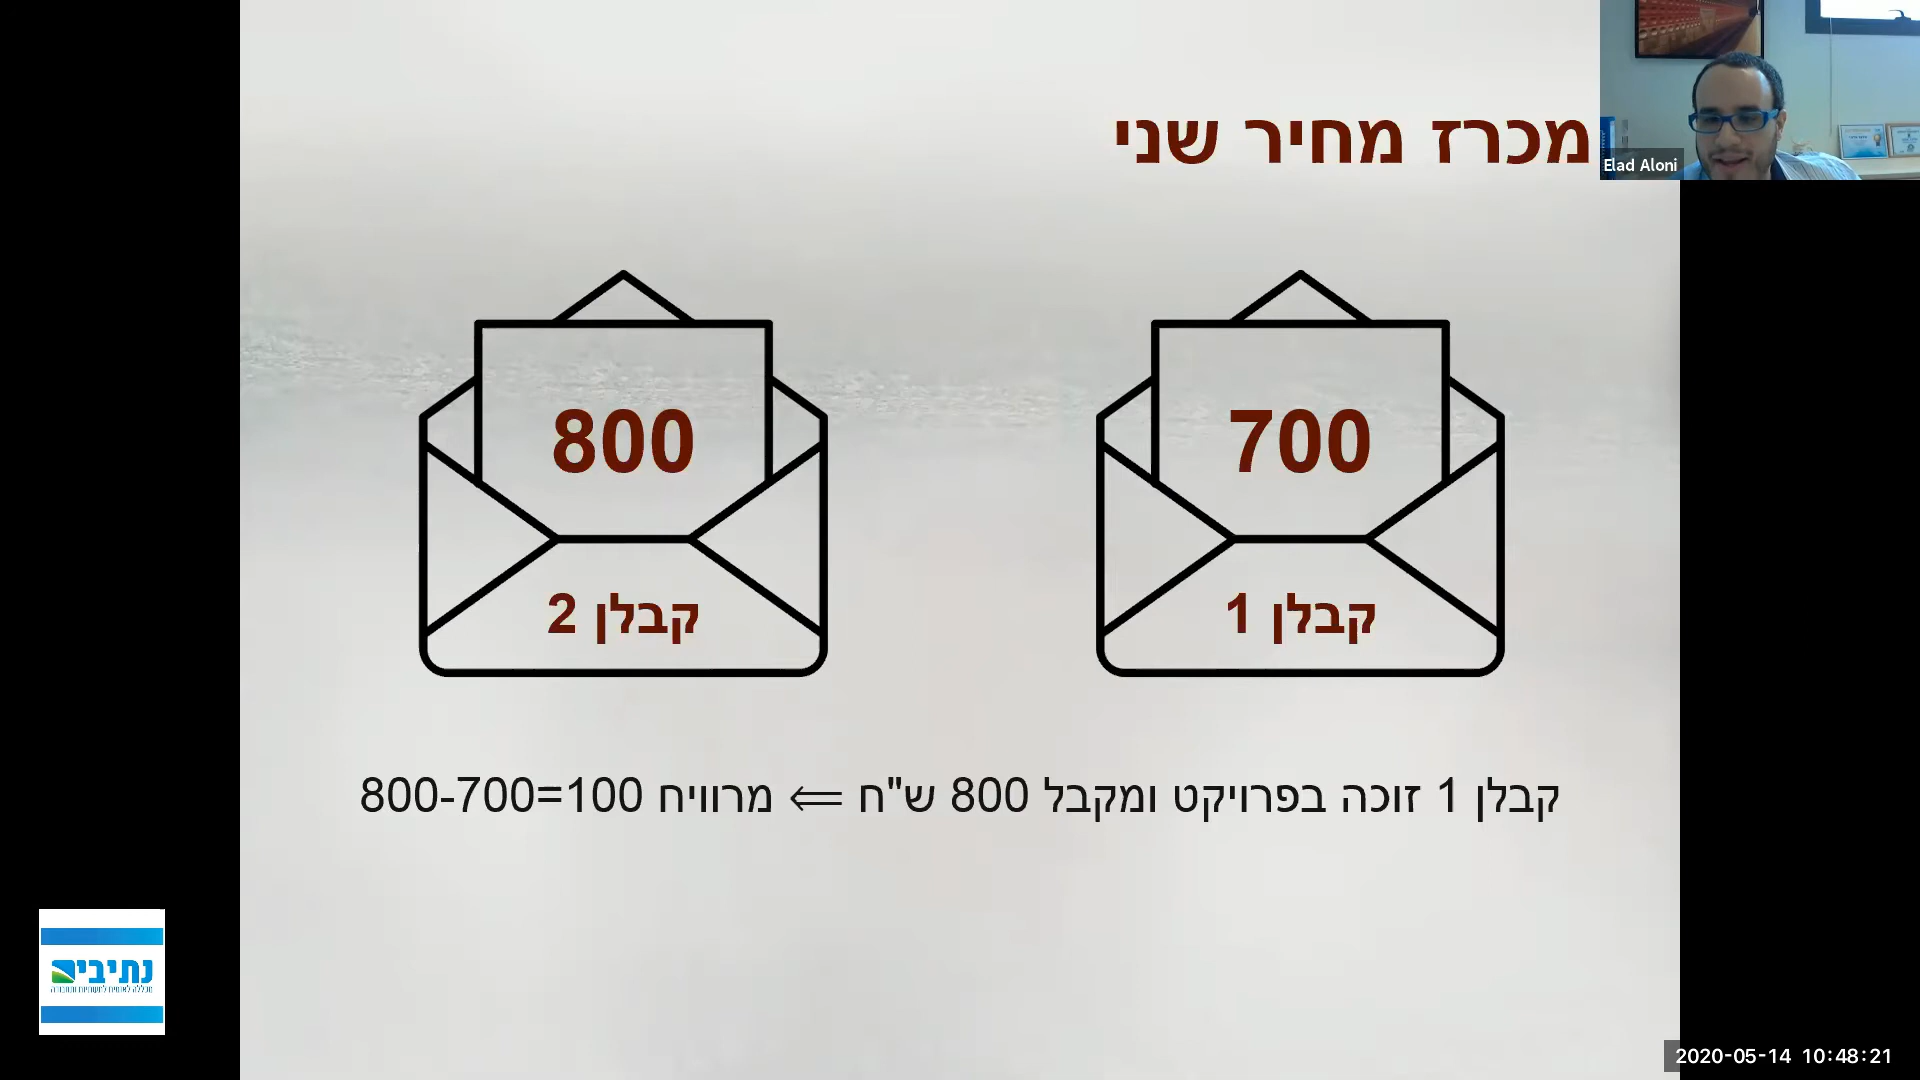 מכרז מחיר שני
Elad Aloni
700
קבלן 1
800
קבלן 2
קבלן 1 זוכה בפרויקט ומקבל 800 ש"ח ⟸ מרוויח 800-700=100
נתיבי
2020-05-14 10:48:21